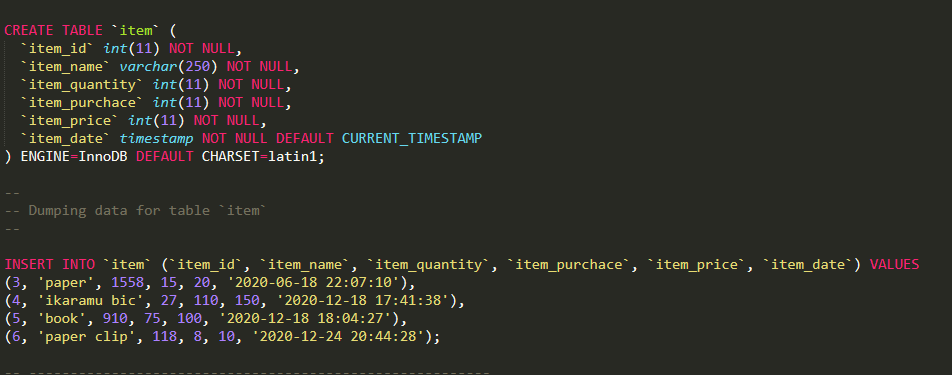 CREATE TABLE `item` (
  `item_id` int(11) NOT NULL,
  `item_name` varchar(250) NOT NULL,
  `item_quantity` int(11) NOT NULL,
  `item_purchace` int(11) NOT NULL,
  `item_price` int(11) NOT NULL,
  `item_date` timestamp NOT NULL DEFAULT CURRENT_TIMESTAMP
) ENGINE=InnoDB DEFAULT CHARSET=latin1;
--
-- Dumping data for table `item`
--
INSERT INTO `item` (`item_id`, `item_name`, `item_quantity`, `item_purchace`, `item_price`, `item_date`) VALUES
(3, 'paper', 1558, 15, 20, '2020-06-18 22:07:10'),
(4, 'ikaramu bic', 27, 110, 150, '2020-12-18 17:41:38'),
(5, 'book', 910, 75, 100, '2020-12-18 18:04:27'),
(6, 'paper clip', 118, 8, 10, '2020-12-24 20:44:28');
-- --------------------------------------------------------